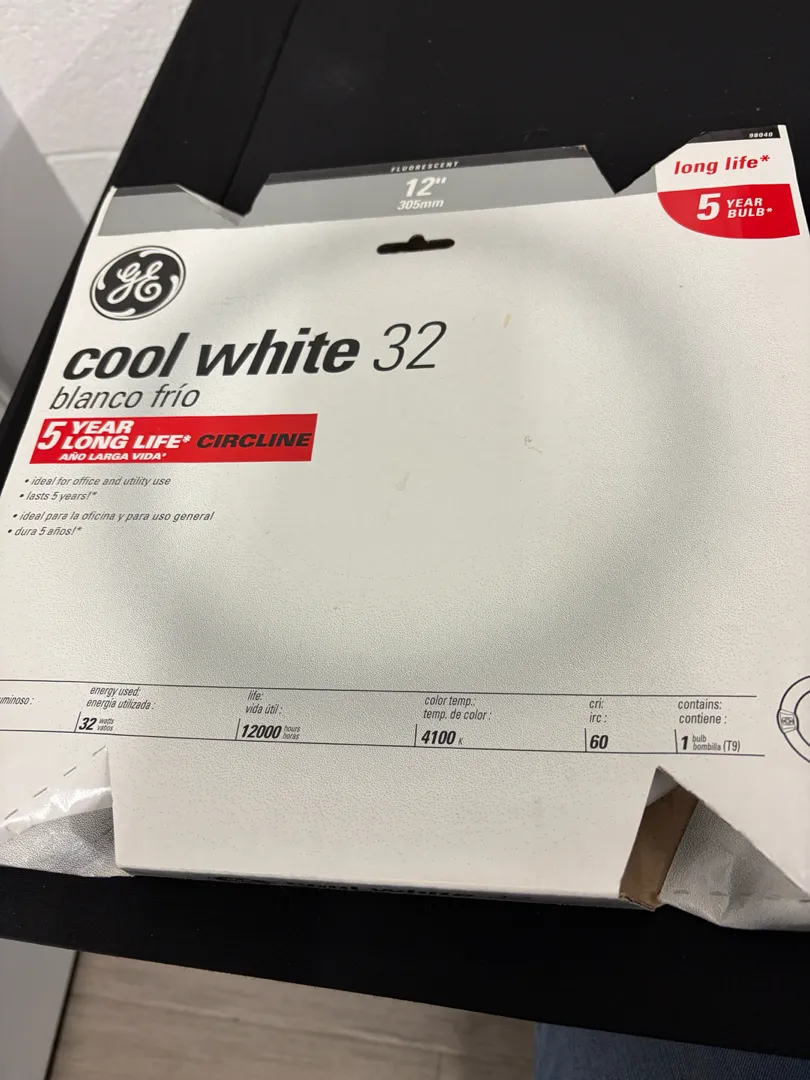 98040
FLUORESCENT
12"
305mm
long life*
5 YEAR BULB*
GE
cool white 32
blanco frío
5 YEAR LONG LIFE* CIRCLINE
AÑO LARGA VIDA*
• ideal for office and utility use
• lasts 5 years!*
• ideal para la oficina y para uso general
• dura 5 años!*
uminoso:
energy used:
energía utilizada:
32 watts vatios
life:
vida útil:
12000 hours horas
color temp.:
temp. de color:
4100 K
cri:
irc:
60
contains:
contiene:
1 bulb bombilla (T9)